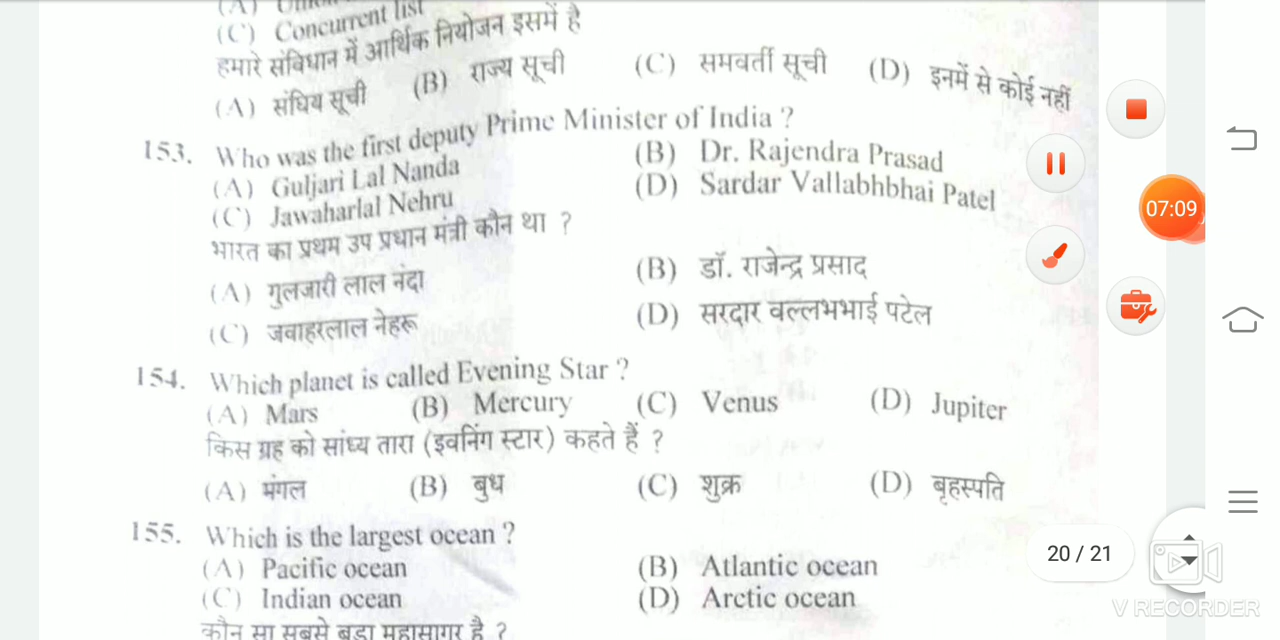 (C) Concurrent list
हमारे संविधान में आर्थिक नियोजन इसमें है
(A) संघिय सूची (B) राज्य सूची (C) समवर्ती सूची (D) इनमें से कोई नहीं
153. Who was the first deputy Prime Minister of India ?
(A) Guljari Lal Nanda (B) Dr. Rajendra Prasad
(C) Jawaharlal Nehru (D) Sardar Vallabhbhai Patel
भारत का प्रथम उप प्रधान मंत्री कौन था ?
(A) गुलजारी लाल नंदा (B) डॉ. राजेन्द्र प्रसाद
(C) जवाहरलाल नेहरू (D) सरदार वल्लभभाई पटेल
154. Which planet is called Evening Star ?
(A) Mars (B) Mercury (C) Venus (D) Jupiter
किस ग्रह को सांध्य तारा (इवनिंग स्टार) कहते हैं ?
(A) मंगल (B) बुध (C) शुक्र (D) बृहस्पति
155. Which is the largest ocean ?
(A) Pacific ocean (B) Atlantic ocean
(C) Indian ocean (D) Arctic ocean
कौन सा सबसे बड़ा महासागर है ?
07:09
20 / 21
V RECORDER